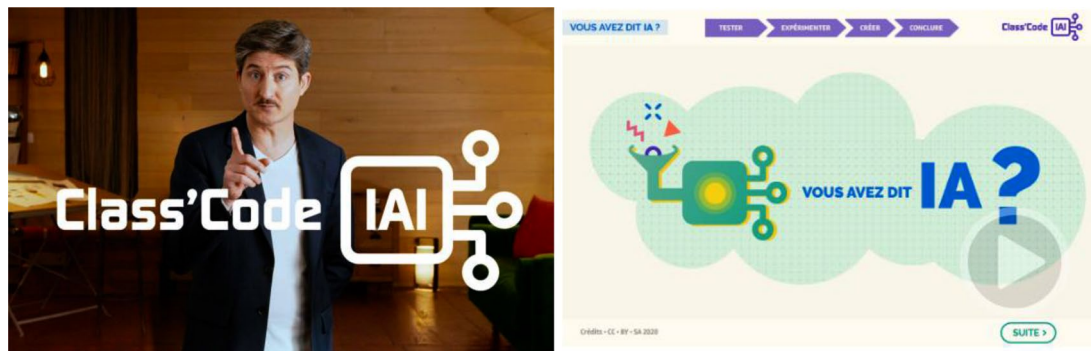 Class'Code IAI
VOUS AVEZ DIT IA ?
TESTER
EXPÉRIMENTER
CRÉER
CONCLURE
Class'Code IAI
VOUS AVEZ DIT IA ?
Crédits • CC • BY • SA 2020
SUITE >